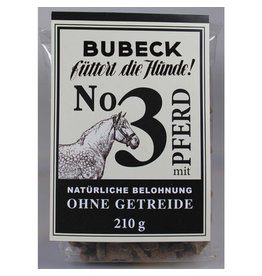 BUBECK
füttert die Hunde!
No 3
mit PFERD
NATÜRLICHE BELOHNUNG
OHNE GETREIDE
210 g